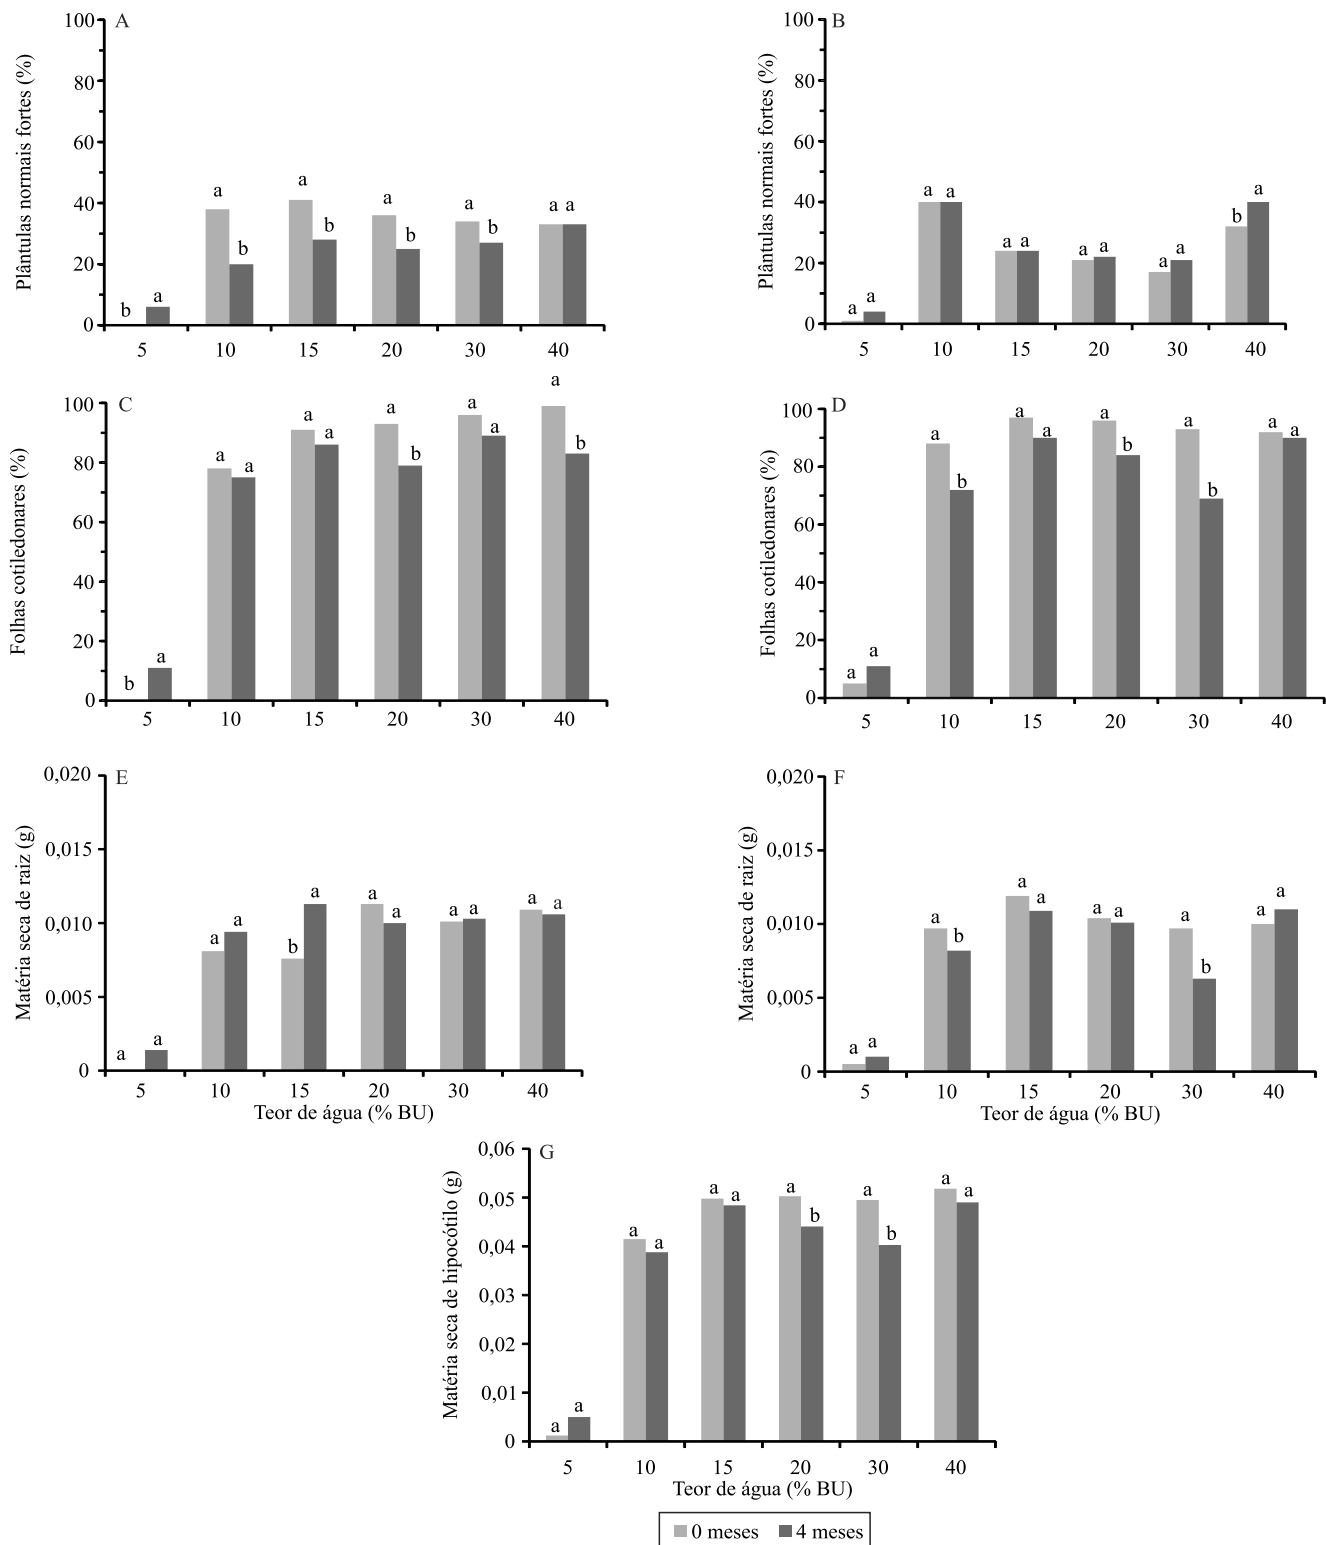 A
Plântulas normais fortes (%)
100
80
60
40
20
0
b a
a b
a b
a b
a b
a a
5 10 15 20 30 40
B
Plântulas normais fortes (%)
100
80
60
40
20
0
a a
a a
a a
a a
a a
b a
5 10 15 20 30 40
C
Folhas cotiledonares (%)
100
80
60
40
20
0
b a
a a
a a
a b
a a
a b
5 10 15 20 30 40
D
Folhas cotiledonares (%)
100
80
60
40
20
0
a a
a b
a a
a b
a b
a a
5 10 15 20 30 40
E
Matéria seca de raiz (g)
0,020
0,015
0,010
0,005
0
a a
a a
b a
a a
a a
a a
5 10 15 20 30 40
Teor de água (% BU)
F
Matéria seca de raiz (g)
0,020
0,015
0,010
0,005
0
a a
a b
a a
a a
a b
a a
5 10 15 20 30 40
Teor de água (% BU)
G
Matéria seca de hipocótilo (g)
0,06
0,05
0,04
0,03
0,02
0,01
0
a a
a a
a a
a b
a b
a a
5 10 15 20 30 40
Teor de água (% BU)
0 meses 4 meses